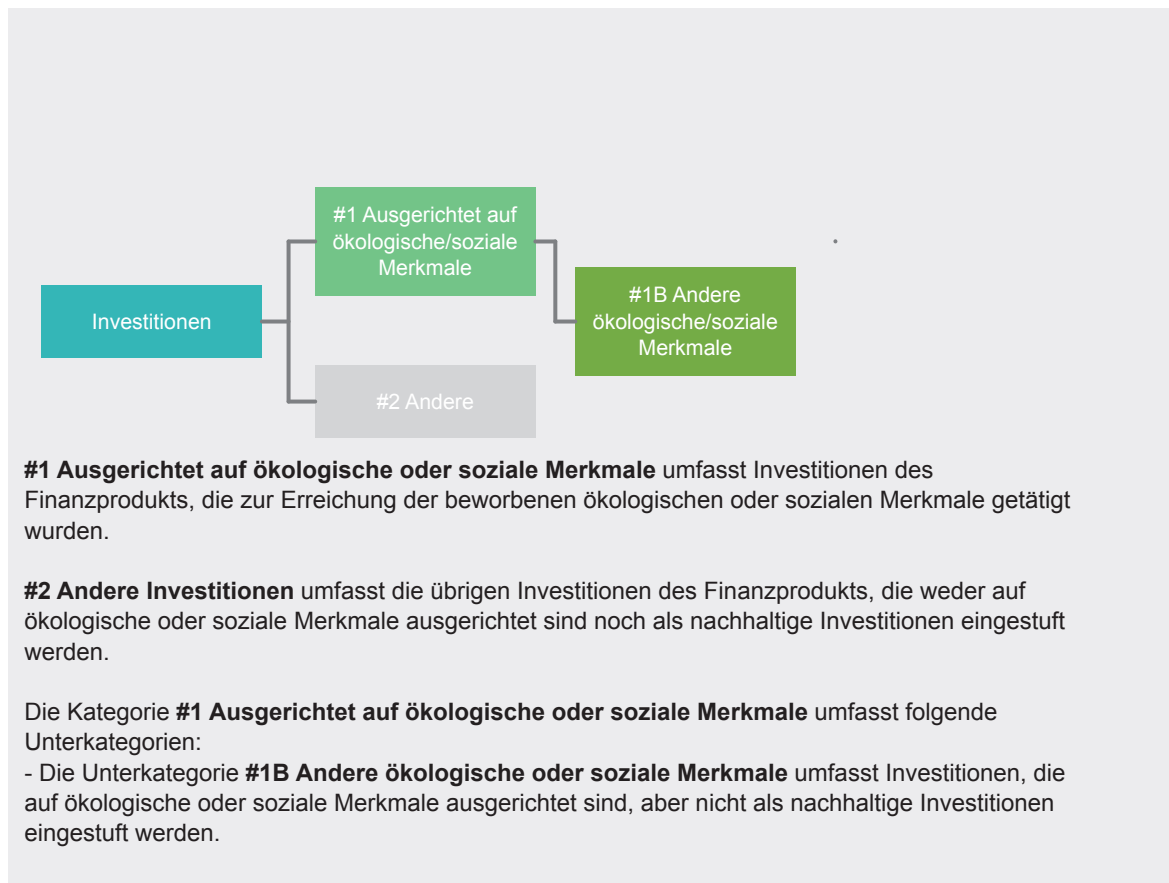 #1 Ausgerichtet auf
ökologische/soziale
Merkmale
Investitionen
#1B Andere
ökologische/soziale
Merkmale
#2 Andere
#1 Ausgerichtet auf ökologische oder soziale Merkmale umfasst Investitionen des
Finanzprodukts, die zur Erreichung der beworbenen ökologischen oder sozialen Merkmale getätigt
wurden.
#2 Andere Investitionen umfasst die übrigen Investitionen des Finanzprodukts, die weder auf
ökologische oder soziale Merkmale ausgerichtet sind noch als nachhaltige Investitionen eingestuft
werden.
Die Kategorie #1 Ausgerichtet auf ökologische oder soziale Merkmale umfasst folgende
Unterkategorien:
- Die Unterkategorie #1B Andere ökologische oder soziale Merkmale umfasst Investitionen, die
auf ökologische oder soziale Merkmale ausgerichtet sind, aber nicht als nachhaltige Investitionen
eingestuft werden.